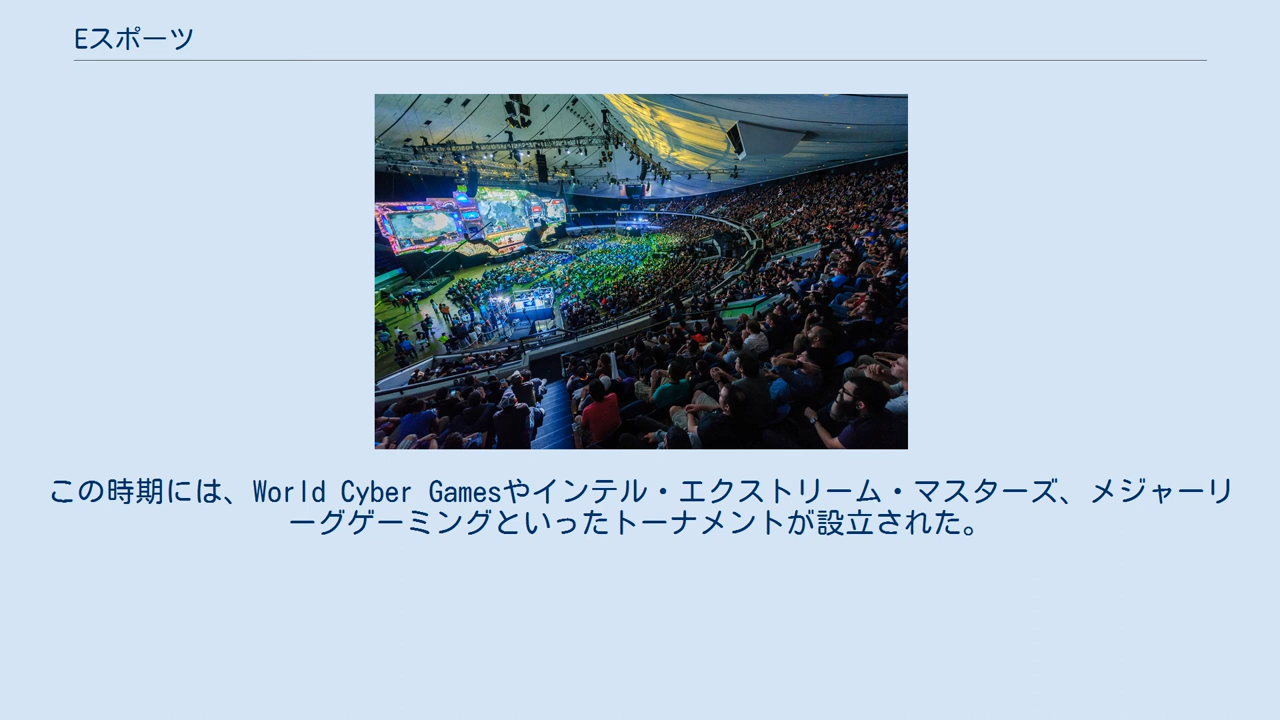 Eスポーツ
この時期には、World Cyber Gamesやインテル・エクストリーム・マスターズ、メジャーリ
ーグゲーミングといったトーナメントが設立された。